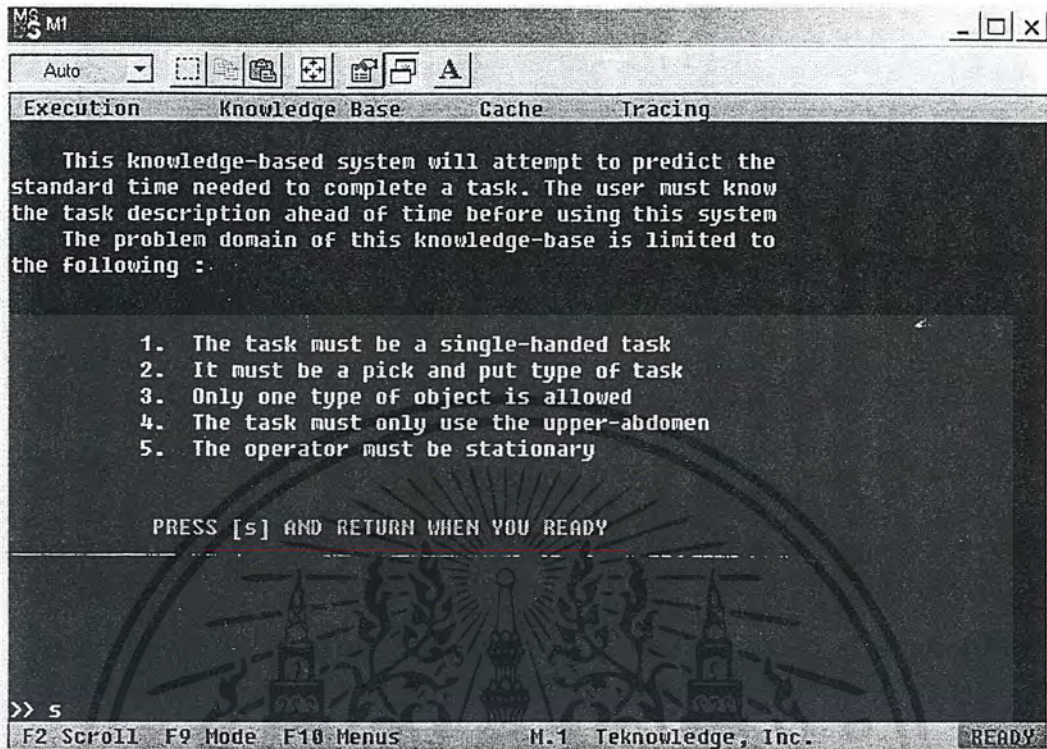 MS M1
Auto A
Execution Knowledge Base Cache Tracing
This knowledge-based system will attempt to predict the
standard time needed to complete a task. The user must know
the task description ahead of time before using this system
The problem domain of this knowledge-base is limited to
the following :
1. The task must be a single-handed task
2. It must be a pick and put type of task
3. Only one type of object is allowed
4. The task must only use the upper-abdomen
5. The operator must be stationary
PRESS [s] AND RETURN WHEN YOU READY
>> s
F2 Scroll F9 Mode F10 Menus M.1 Teknowledge, Inc. READY